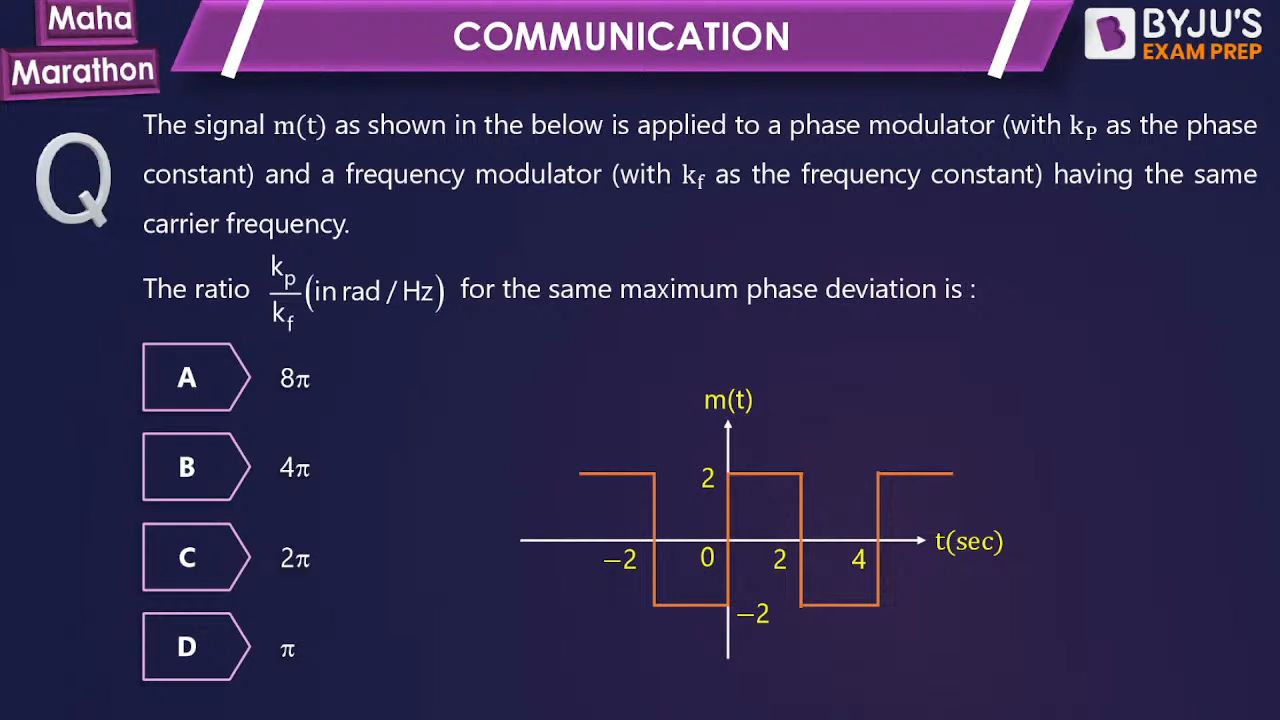 Maha
Marathon
COMMUNICATION
BYJU'S
EXAM PREP
Q
The signal m(t) as shown in the below is applied to a phase modulator (with kₚ as the phase
constant) and a frequency modulator (with k_f as the frequency constant) having the same
carrier frequency.
The ratio kₚ/k_f (in rad / Hz) for the same maximum phase deviation is :
A 8π
B 4π
C 2π
D π
m(t)
2
−2 0 2 4 t(sec)
−2